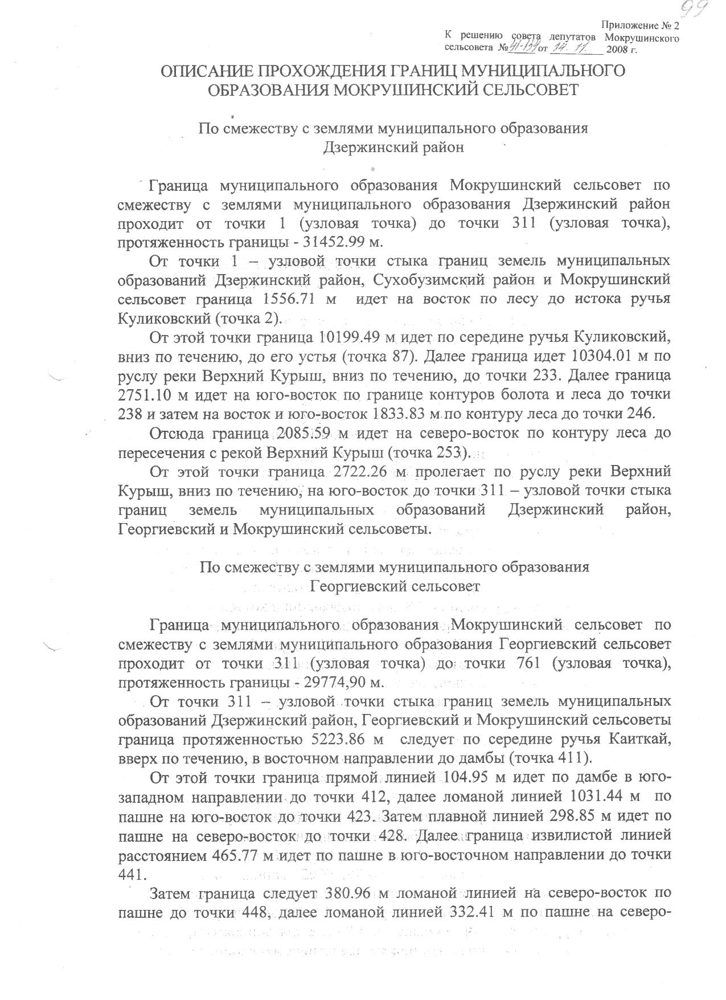 99
Приложение № 2
К решению совета депутатов Мокрушинского
сельсовета № 41-134 от 14. 11. 2008 г.
ОПИСАНИЕ ПРОХОЖДЕНИЯ ГРАНИЦ МУНИЦИПАЛЬНОГО
ОБРАЗОВАНИЯ МОКРУШИНСКИЙ СЕЛЬСОВЕТ
По смежеству с землями муниципального образования
Дзержинский район
Граница муниципального образования Мокрушинский сельсовет по
смежеству с землями муниципального образования Дзержинский район
проходит от точки 1 (узловая точка) до точки 311 (узловая точка),
протяженность границы - 31452.99 м.
От точки 1 – узловой точки стыка границ земель муниципальных
образований Дзержинский район, Сухобузимский район и Мокрушинский
сельсовет граница 1556.71 м идет на восток по лесу до истока ручья
Куликовский (точка 2).
От этой точки граница 10199.49 м идет по середине ручья Куликовский,
вниз по течению, до его устья (точка 87). Далее граница идет 10304.01 м по
руслу реки Верхний Курыш, вниз по течению, до точки 233. Далее граница
2751.10 м идет на юго-восток по границе контуров болота и леса до точки
238 и затем на восток и юго-восток 1833.83 м по контуру леса до точки 246.
Отсюда граница 2085.59 м идет на северо-восток по контуру леса до
пересечения с рекой Верхний Курыш (точка 253).
От этой точки граница 2722.26 м пролегает по руслу реки Верхний
Курыш, вниз по течению, на юго-восток до точки 311 – узловой точки стыка
границ земель муниципальных образований Дзержинский район,
Георгиевский и Мокрушинский сельсоветы.
По смежеству с землями муниципального образования
Георгиевский сельсовет
Граница муниципального образования Мокрушинский сельсовет по
смежеству с землями муниципального образования Георгиевский сельсовет
проходит от точки 311 (узловая точка) до точки 761 (узловая точка),
протяженность границы - 29774,90 м.
От точки 311 – узловой точки стыка границ земель муниципальных
образований Дзержинский район, Георгиевский и Мокрушинский сельсоветы
граница протяженностью 5223.86 м следует по середине ручья Каиткай,
вверх по течению, в восточном направлении до дамбы (точка 411).
От этой точки граница прямой линией 104.95 м идет по дамбе в юго-
западном направлении до точки 412, далее ломаной линией 1031.44 м по
пашне на юго-восток до точки 423. Затем плавной линией 298.85 м идет по
пашне на северо-восток до точки 428. Далее граница извилистой линией
расстоянием 465.77 м идет по пашне в юго-восточном направлении до точки
441.
Затем граница следует 380.96 м ломаной линией на северо-восток по
пашне до точки 448, далее ломаной линией 332.41 м по пашне на северо-